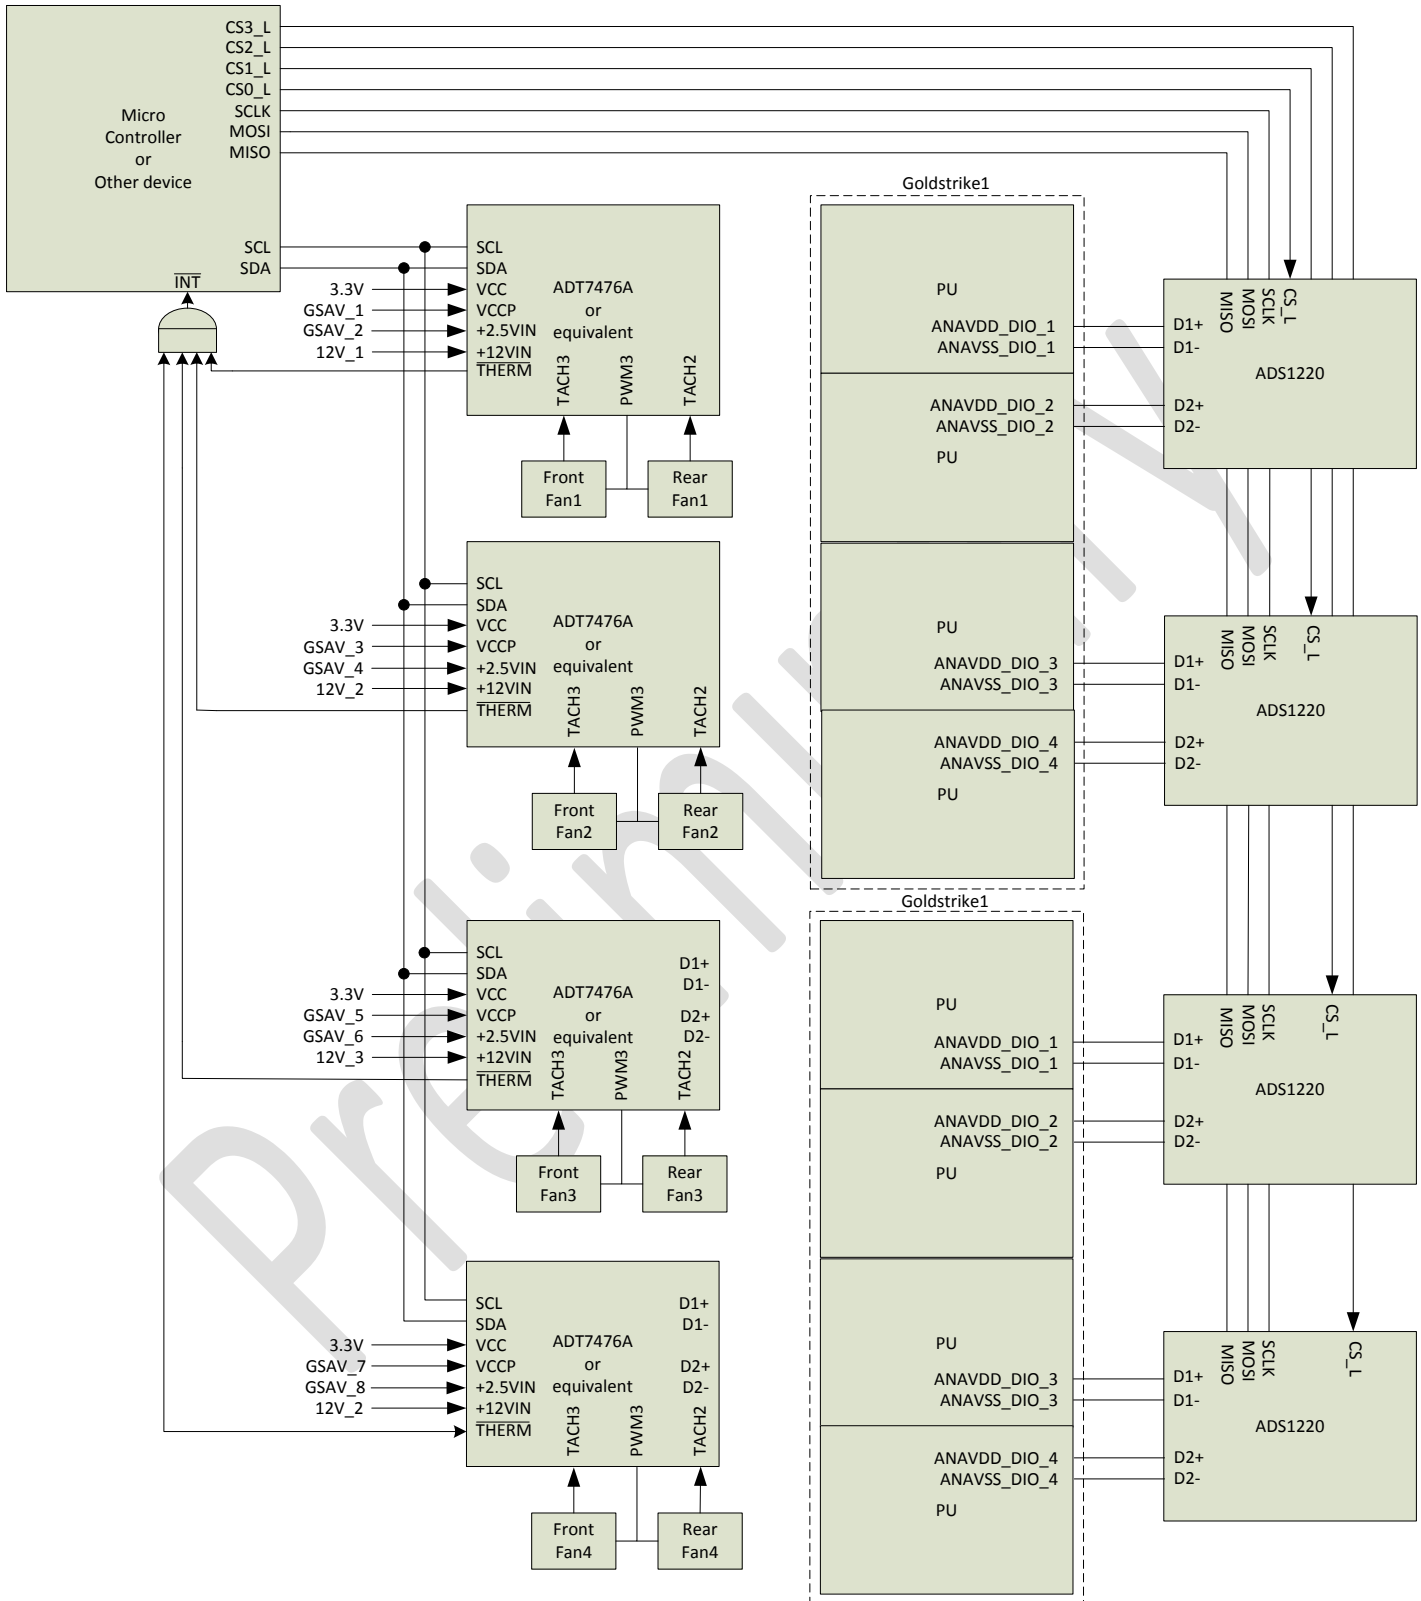 CS3_L
CS2_L
CS1_L
CS0_L
SCLK
MOSI
MISO
Micro
Controller
or
Other device
SCL
SDA
INT
Goldstrike1
SCL
SDA
VCC
VCCP
+2.5VIN
+12VIN
THERM
3.3V
GSAV_1
GSAV_2
12V_1
ADT7476A
or
equivalent
TACH3
PWM3
TACH2
Front
Fan1
Rear
Fan1
PU
ANAVDD_DIO_1
ANAVSS_DIO_1
ANAVDD_DIO_2
ANAVSS_DIO_2
PU
MISO
MOSI
SCLK
CS_L
D1+
D1-
ADS1220
D2+
D2-
SCL
SDA
VCC
VCCP
+2.5VIN
+12VIN
THERM
3.3V
GSAV_3
GSAV_4
12V_2
ADT7476A
or
equivalent
TACH3
PWM3
TACH2
Front
Fan2
Rear
Fan2
PU
ANAVDD_DIO_3
ANAVSS_DIO_3
ANAVDD_DIO_4
ANAVSS_DIO_4
PU
MISO
MOSI
SCLK
CS_L
D1+
D1-
ADS1220
D2+
D2-
Goldstrike1
SCL
SDA
VCC
VCCP
+2.5VIN
+12VIN
THERM
3.3V
GSAV_5
GSAV_6
12V_3
ADT7476A
or
equivalent
D1+
D1-
D2+
D2-
TACH3
PWM3
TACH2
Front
Fan3
Rear
Fan3
PU
ANAVDD_DIO_1
ANAVSS_DIO_1
ANAVDD_DIO_2
ANAVSS_DIO_2
PU
MISO
MOSI
SCLK
CS_L
D1+
D1-
ADS1220
D2+
D2-
SCL
SDA
VCC
VCCP
+2.5VIN
+12VIN
THERM
3.3V
GSAV_7
GSAV_8
12V_2
ADT7476A
or
equivalent
D1+
D1-
D2+
D2-
TACH3
PWM3
TACH2
Front
Fan4
Rear
Fan4
PU
ANAVDD_DIO_3
ANAVSS_DIO_3
ANAVDD_DIO_4
ANAVSS_DIO_4
PU
MISO
MOSI
SCLK
CS_L
D1+
D1-
ADS1220
D2+
D2-
Preliminary